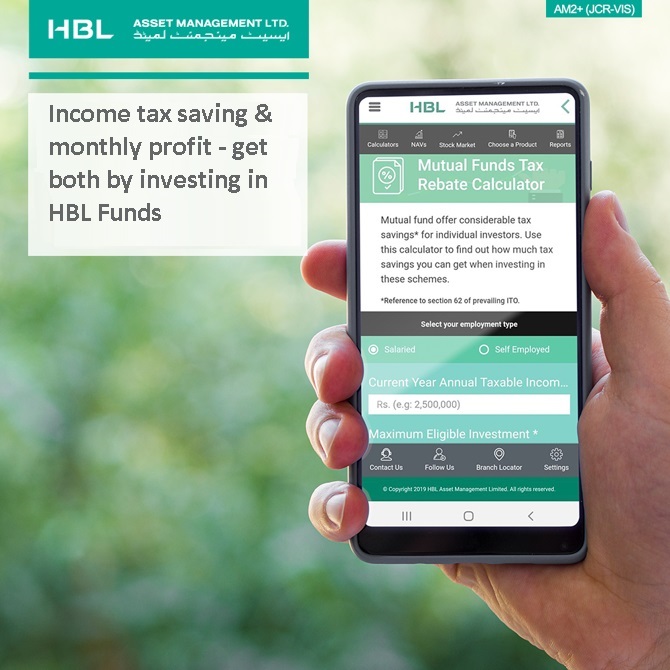 AM2+ (JCR-VIS)
HBL
ASSET MANAGEMENT LTD.
ایسیٹ مینجمنٹ لمیٹڈ
Income tax saving &
monthly profit - get
both by investing in
HBL Funds
HBL
ASSET MANAGEMENT LTD.
ایسیٹ مینجمنٹ لمیٹڈ
Calculators NAVs Stock Market Choose a Product Reports
Mutual Funds Tax
Rebate Calculator
Mutual fund offer considerable tax
savings* for individual investors. Use
this calculator to find out how much tax
savings you can get when investing in
these schemes.
*Reference to section 62 of prevailing ITO.
Select your employment type
Salaried Self Employed
Current Year Annual Taxable Incom...
Rs. (e.g: 2,500,000)
Maximum Eligible Investment *
Contact Us Follow Us Branch Locator Settings
© Copyright 2019 HBL Asset Management Limited. All rights reserved.